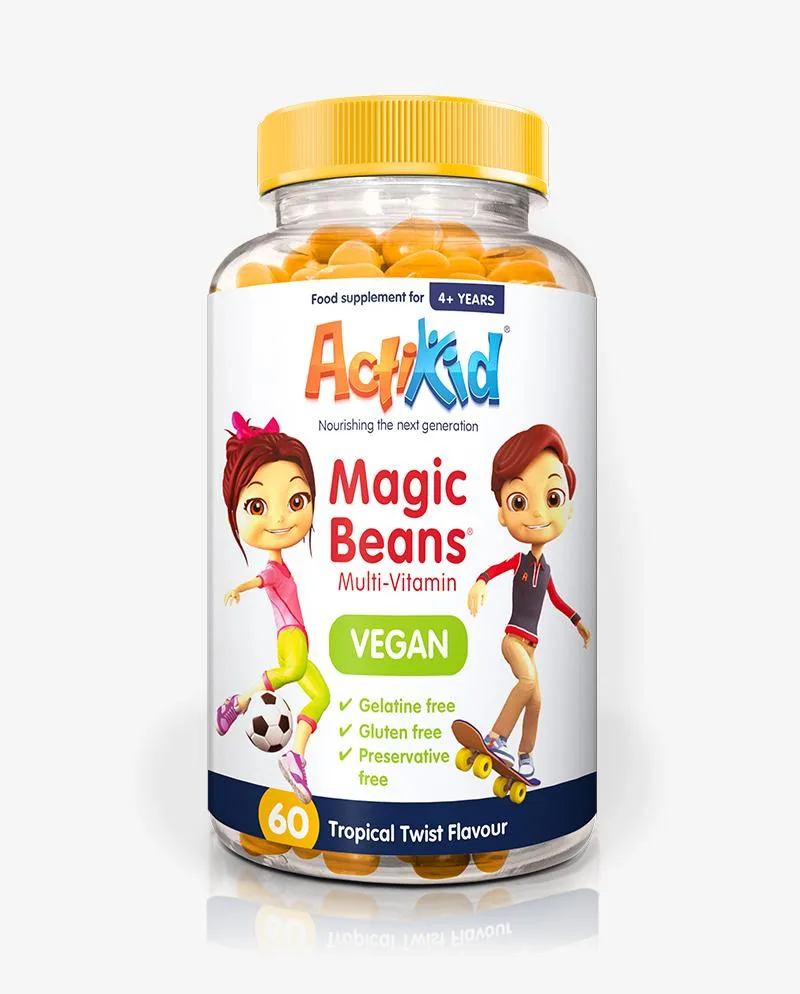 Food supplement for 4+ YEARS
ActiKid®
Nourishing the next generation
Magic
Beans®
Multi-Vitamin
VEGAN
✓ Gelatine free
✓ Gluten free
✓ Preservative
free
60 Tropical Twist Flavour